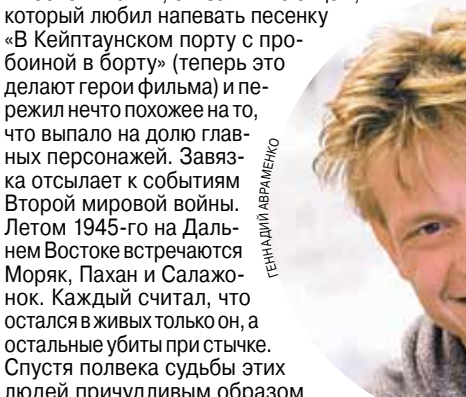 который любил напевать песенку
«В Кейптаунском порту с про-
боиной в борту» (теперь это
делают герои фильма) и пе-
режил нечто похожее на то,
что выпало на долю глав-
ных персонажей. Завяз-
ка отсылает к событиям
Второй мировой войны.
Летом 1945-го на Даль-
нем Востоке встречаются
Моряк, Пахан и Салажо-
нок. Каждый считал, что
остался в живых только он, а
остальные убиты при стычке.
Спустя полвека судьбы этих
людей причудливым образом
ГЕННАДИЙ АВРАМЕНКО